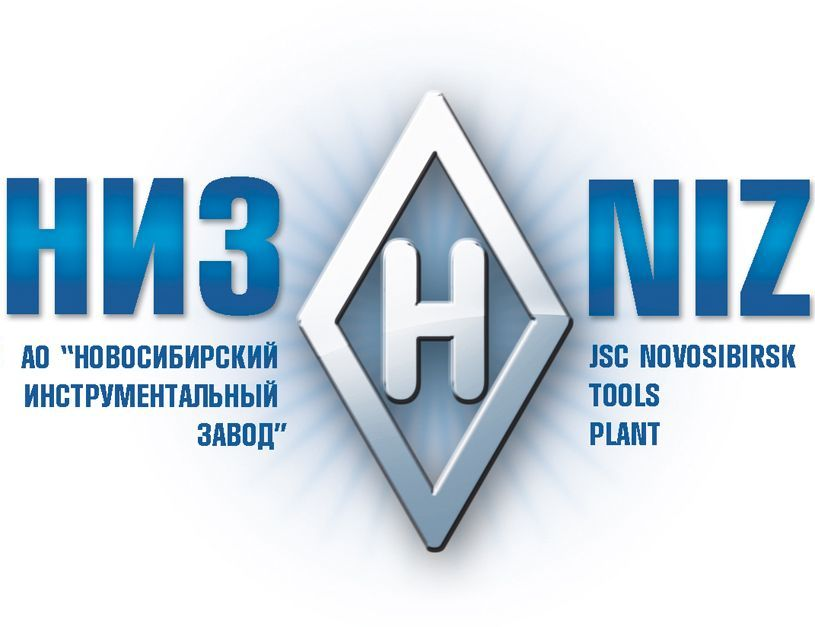 НИЗ
АО "НОВОСИБИРСКИЙ
ИНСТРУМЕНТАЛЬНЫЙ
ЗАВОД"
Н
NIZ
JSC NOVOSIBIRSK
TOOLS
PLANT